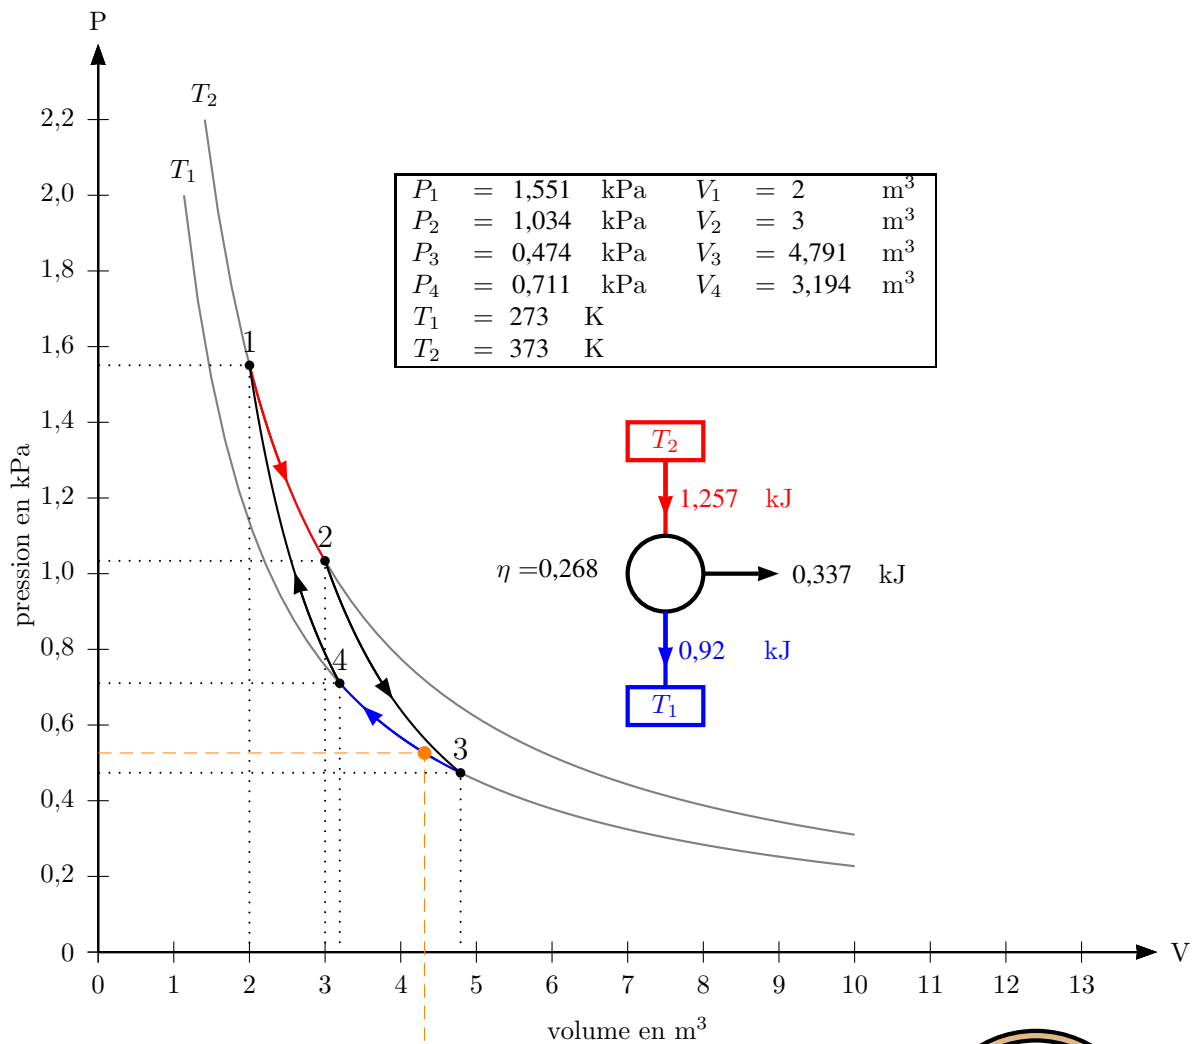 P
T₂
T₁
2,2
2,0
1,8
1,6
1,4
1,2
1,0
0,8
0,6
0,4
0,2
0
pression en kPa
P₁ = 1,551 kPa V₁ = 2 m³
P₂ = 1,034 kPa V₂ = 3 m³
P₃ = 0,474 kPa V₃ = 4,791 m³
P₄ = 0,711 kPa V₄ = 3,194 m³
T₁ = 273 K
T₂ = 373 K
1
2
4
3
T₂
1,257 kJ
η =0,268
0,337 kJ
0,92 kJ
T₁
0 1 2 3 4 5 6 7 8 9 10 11 12 13
V
volume en m³